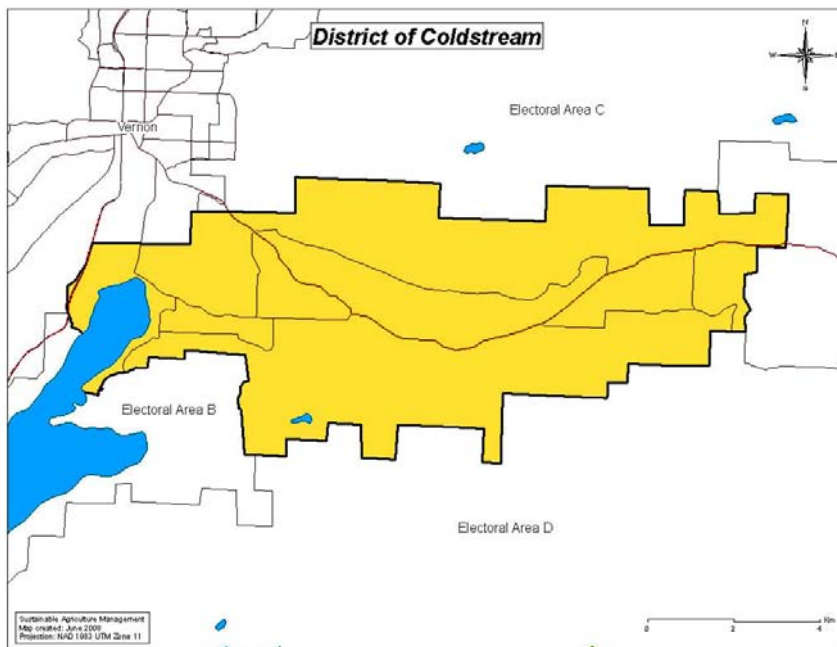 District of Coldstream
N
W
E
S
Electoral Area C
Vernon
Electoral Area B
Electoral Area D
Sustainable Agriculture Management
Map created: June 2008
Projection: NAD 1983 UTM Zone 11
Km
0 2 4